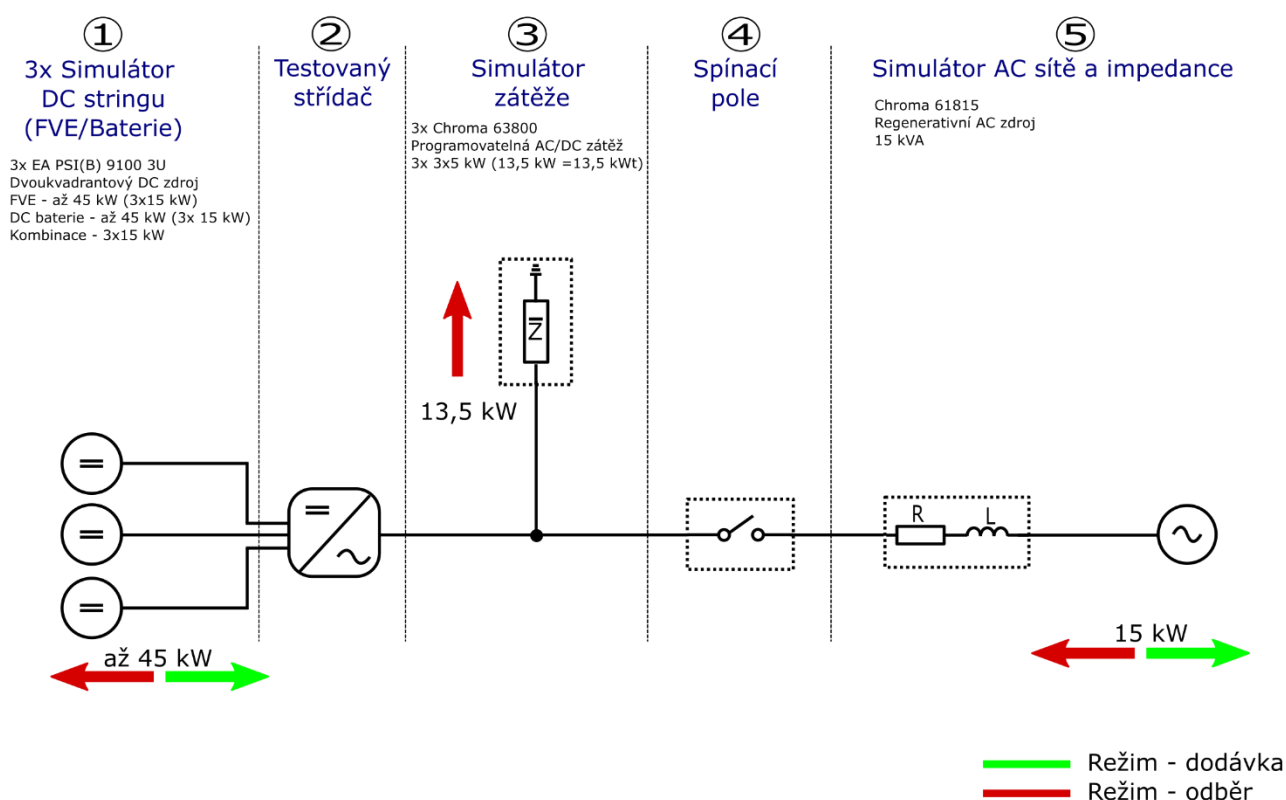 ①
3x Simulátor
DC stringu
(FVE/Baterie)
3x EA PSI(B) 9100 3U
Dvoukvadrantový DC zdroj
FVE - až 45 kW (3x15 kW)
DC baterie - až 45 kW (3x 15 kW)
Kombinace - 3x15 kW
②
Testovaný
střídač
③
Simulátor
zátěže
3x Chroma 63800
Programovatelná AC/DC zátěž
3x 3x5 kW (13,5 kW =13,5 kWt)
④
Spínací
pole
⑤
Simulátor AC sítě a impedance
Chroma 61815
Regenerativní AC zdroj
15 kVA
Z̅
13,5 kW
R L
až 45 kW
15 kW
Režim - dodávka
Režim - odběr